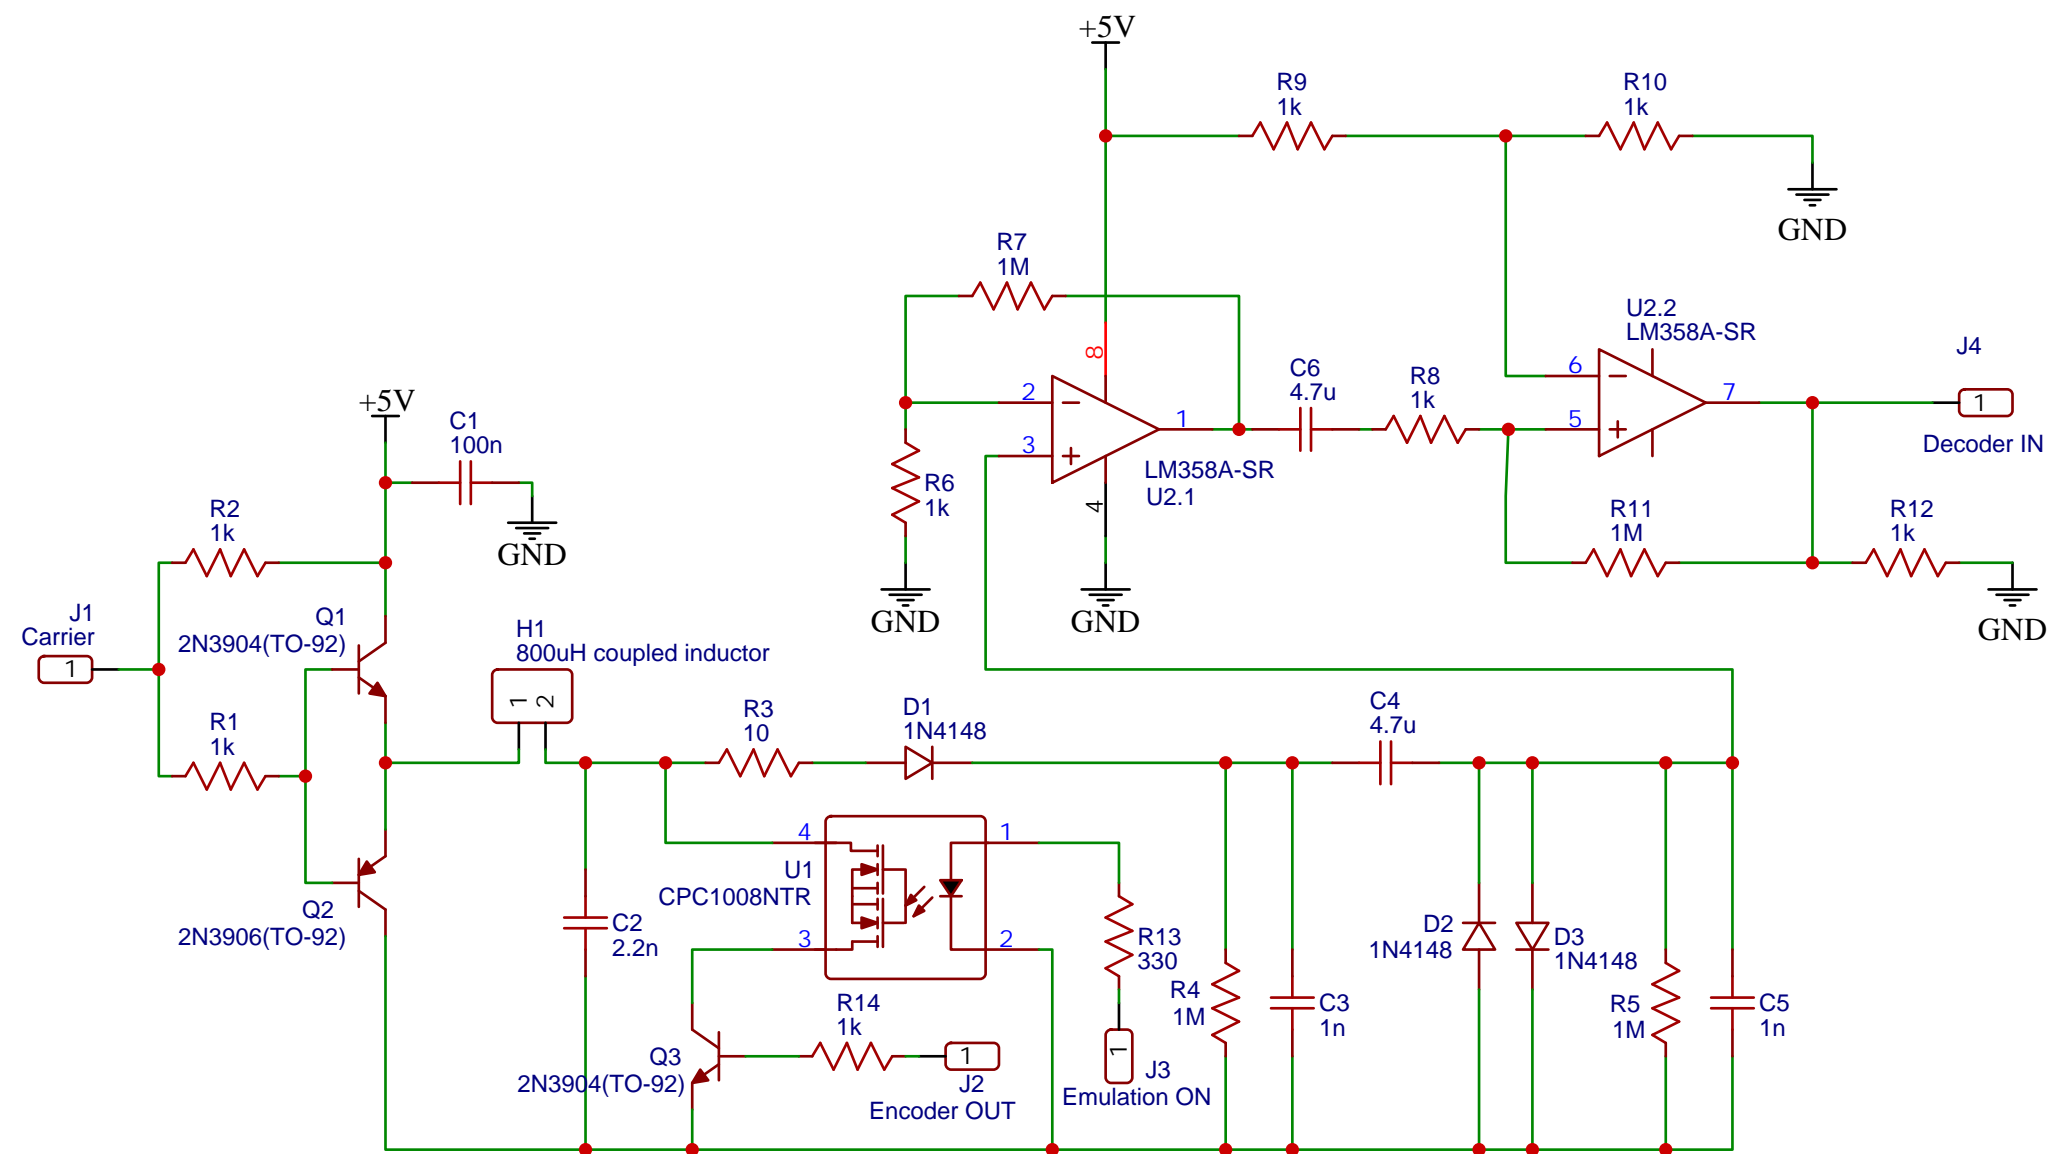 +5V
R9
1k
R10
1k
GND
R7
1M
8
2
3
1
4
LM358A-SR
U2.1
R6
1k
GND
GND
C6
4.7u
R8
1k
U2.2
LM358A-SR
6
5
7
J4
1
Decoder IN
R11
1M
R12
1k
GND
+5V
C1
100n
GND
R2
1k
J1
Carrier
1
Q1
2N3904(TO-92)
R1
1k
Q2
2N3906(TO-92)
H1
800uH coupled inductor
1
2
R3
10
D1
1N4148
C4
4.7u
4
3
1
2
U1
CPC1008NTR
C2
2.2n
R13
330
R14
1k
Q3
2N3904(TO-92)
1
J2
Encoder OUT
1
J3
Emulation ON
R4
1M
C3
1n
D2
1N4148
D3
1N4148
R5
1M
C5
1n